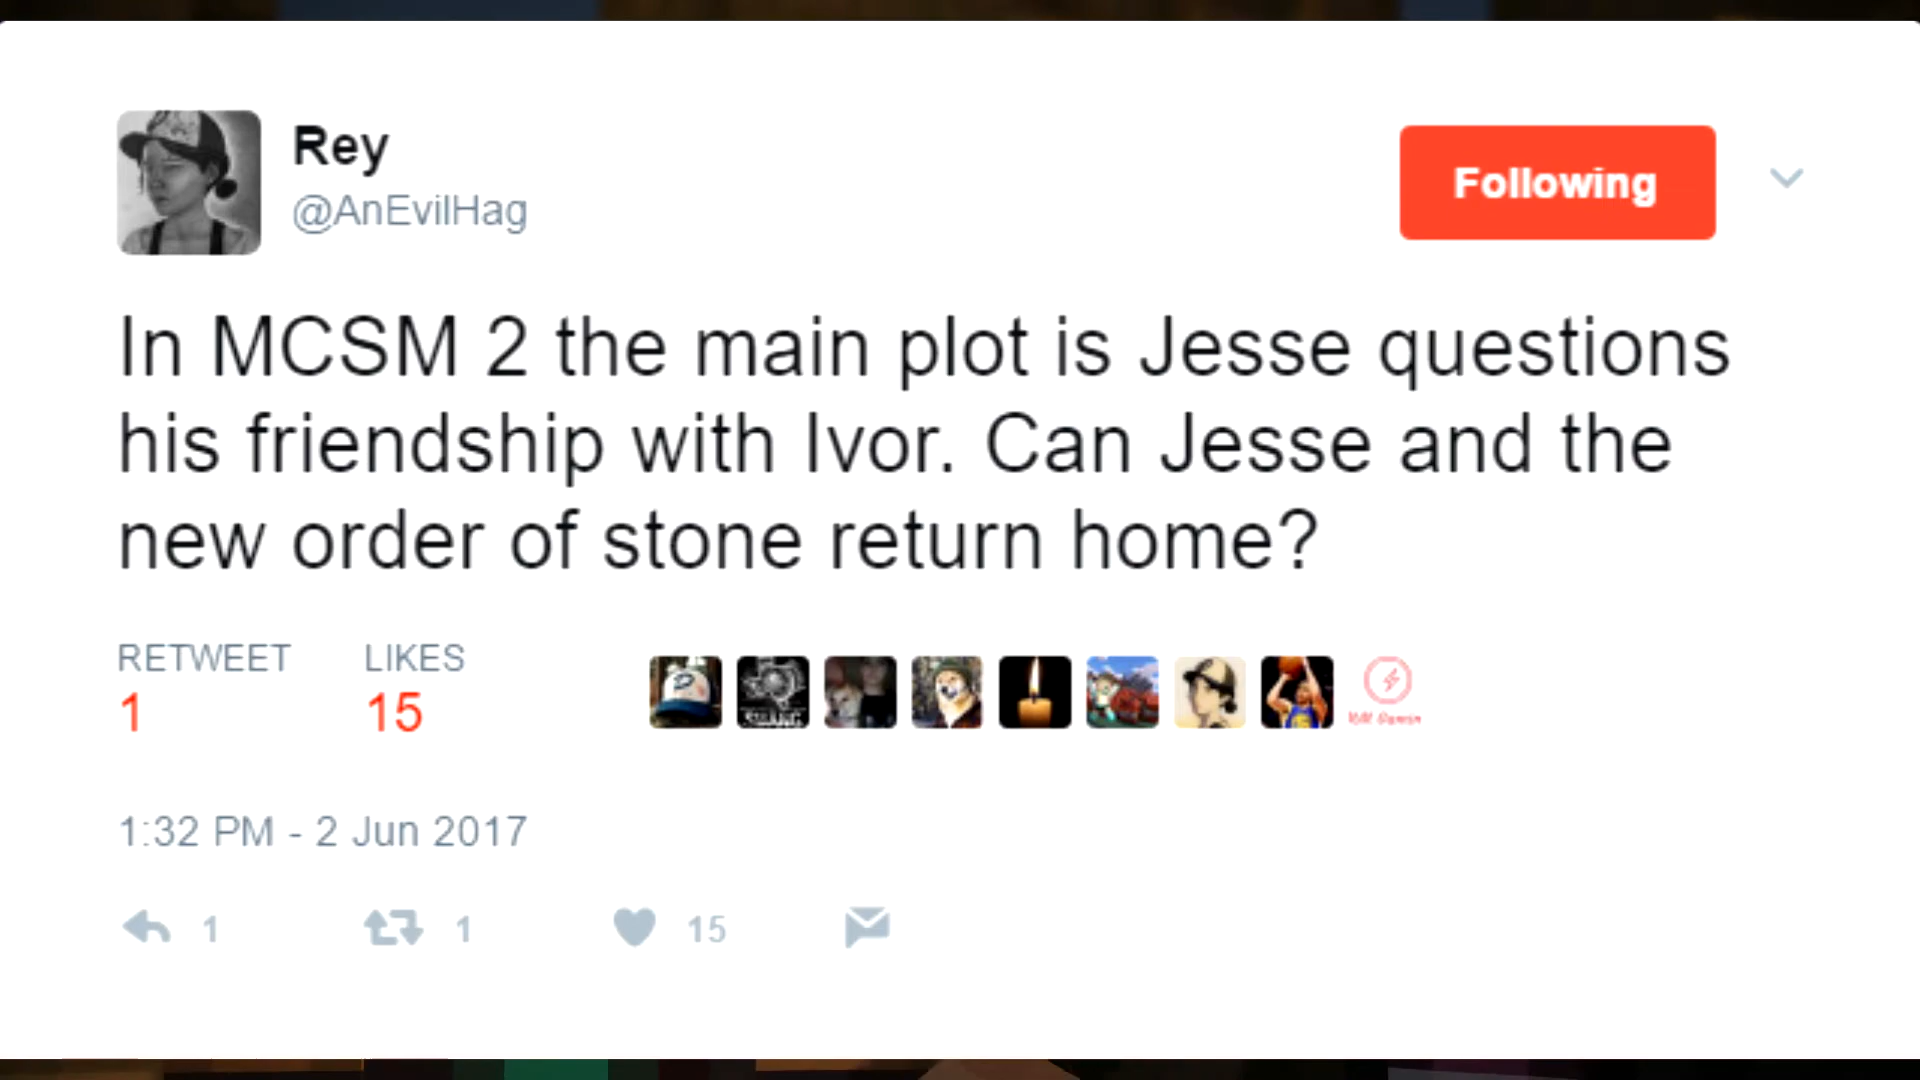 Rey
@AnEvilHag
Following
In MCSM 2 the main plot is Jesse questions
his friendship with Ivor. Can Jesse and the
new order of stone return home?
RETWEET LIKES
1 15
1:32 PM - 2 Jun 2017
1 1 15